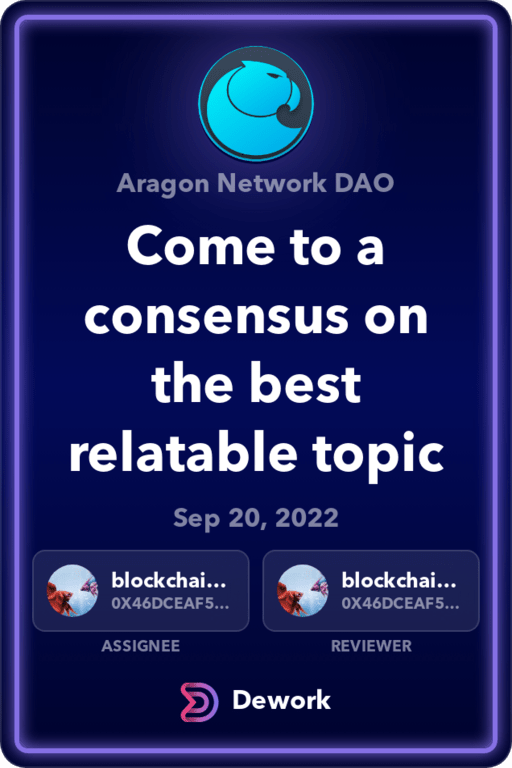 Aragon Network DAO
Come to a
consensus on
the best
relatable topic
Sep 20, 2022
blockchai... blockchai...
0X46DCEAF5... 0X46DCEAF5...
ASSIGNEE REVIEWER
Dework